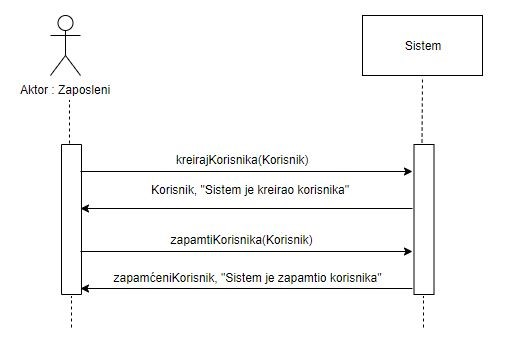 Sistem
Aktor : Zaposleni
kreirajKorisnika(Korisnik)
Korisnik, "Sistem je kreirao korisnika"
zapamtiKorisnika(Korisnik)
zapamćeniKorisnik, "Sistem je zapamtio korisnika"